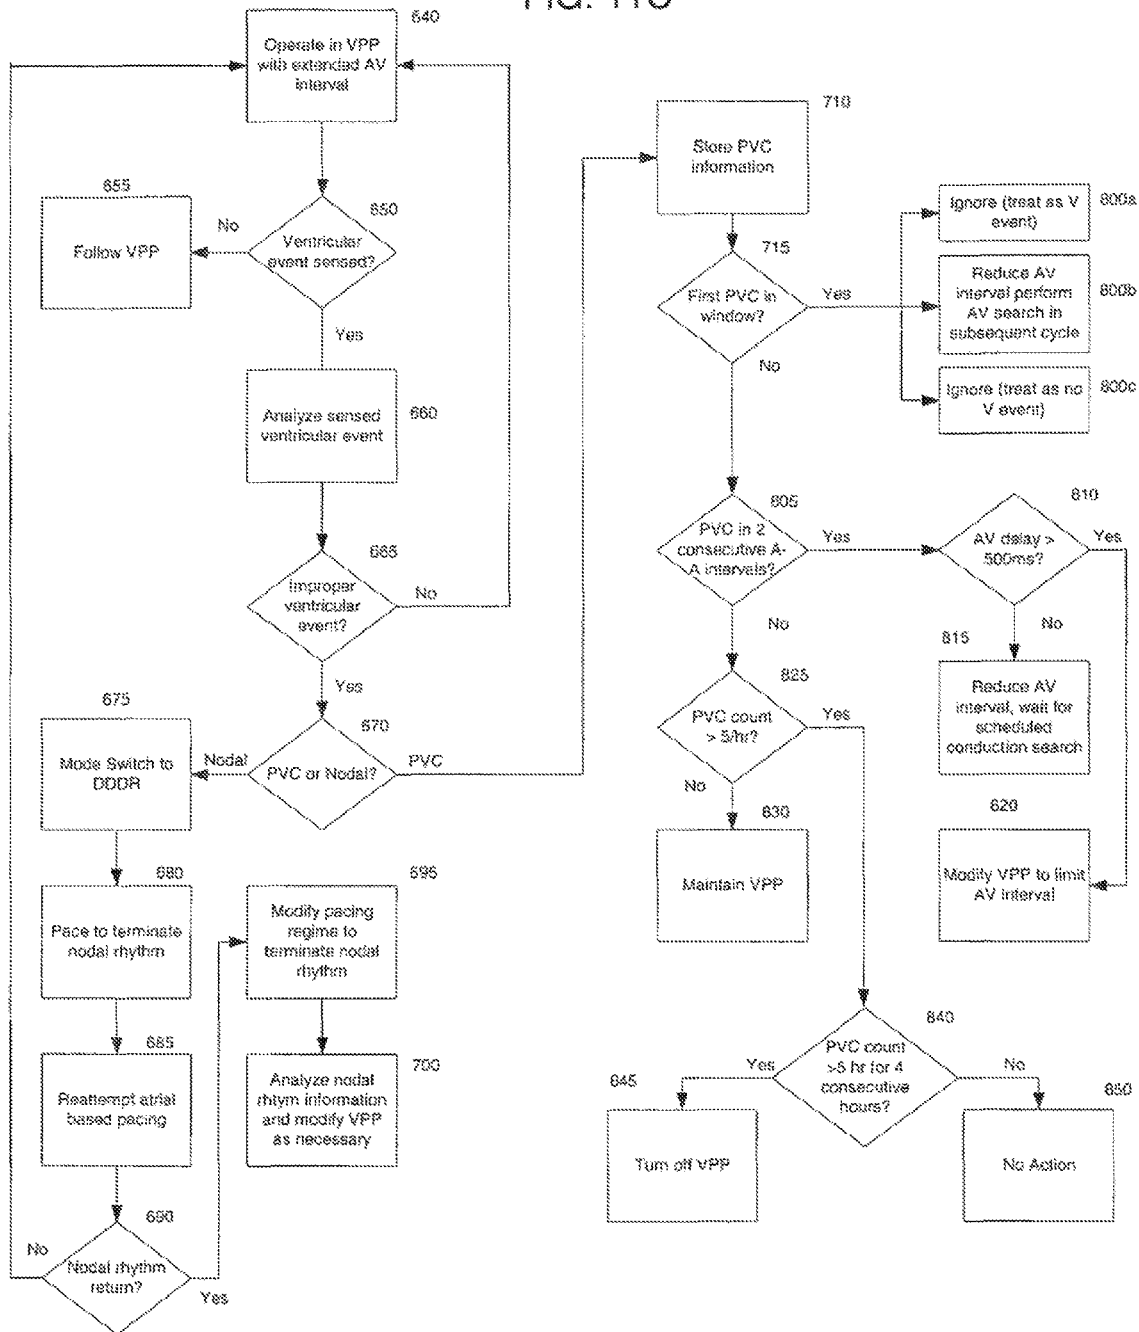 FIG.
640
Operate in VPP
with extended AV
interval
655
Follow VPP
No
650
Ventricular
event sensed?
Yes
Analyze sensed
ventricular event
660
665
Improper
ventricular
event?
No
Yes
675
Mode Switch to
DDDR
Nodal
670
PVC or Nodal?
PVC
680
Pace to terminate
nodal rhythm
695
Modify pacing
regime to
terminate nodal
rhythm
685
Reattempt atrial
based pacing
700
Analyze nodal
rhtym information
and modify VPP
as necessary
690
No
Nodal rhythm
return?
Yes
710
Store PVC
information
715
First PVC in
window?
Yes
No
Ignore (treat as V
event)
800a
Reduce AV
interval perform
AV search in
subsequent cycle
800b
Ignore (treat as no
V event)
800c
805
PVC in 2
consecutive A-
A intervals?
Yes
No
810
AV delay >
500ms?
Yes
No
815
Reduce AV
interval, wait for
scheduled
conduction search
825
PVC count
> 5/hr?
Yes
No
830
Maintain VPP
820
Modify VPP to limit
AV interval
840
PVC count
>5 hr for 4
consecutive
hours?
Yes
No
845
Turn off VPP
850
No Action